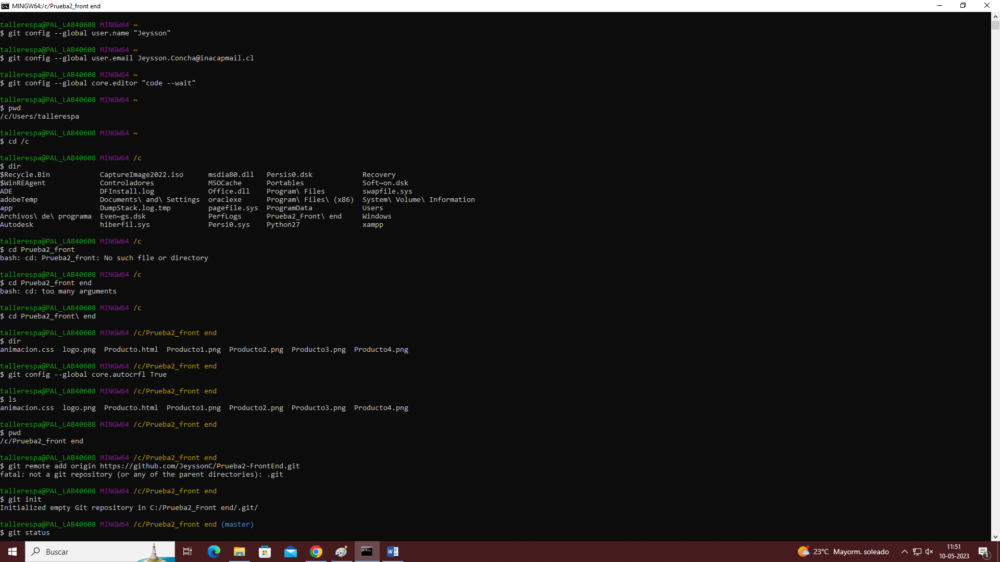 MINGW64:/c/Prueba2_front end
tallerespa@PAL_LAB40608 MINGW64 ~
$ git config --global user.name "Jeysson"
tallerespa@PAL_LAB40608 MINGW64 ~
$ git config --global user.email Jeysson.Concha@inacapmail.cl
tallerespa@PAL_LAB40608 MINGW64 ~
$ git config --global core.editor "code --wait"
tallerespa@PAL_LAB40608 MINGW64 ~
$ pwd
/c/Users/tallerespa
tallerespa@PAL_LAB40608 MINGW64 ~
$ cd /c
tallerespa@PAL_LAB40608 MINGW64 /c
$ dir
$Recycle.Bin CaptureImage2022.iso msdia80.dll Persis0.dsk Recovery
$WinREAgent Controladores MSOCache Portables Soft~on.dsk
ADE DFInstall.log Office.dll Program\ Files swapfile.sys
adobeTemp Documents\ and\ Settings oraclexe Program\ Files\ (x86) System\ Volume\ Information
app DumpStack.log.tmp pagefile.sys ProgramData Users
Archivos\ de\ programa Even~gs.dsk PerfLogs Prueba2_Front\ end Windows
Autodesk hiberfil.sys Persi0.sys Python27 xampp
tallerespa@PAL_LAB40608 MINGW64 /c
$ cd Prueba2_front
bash: cd: Prueba2_front: No such file or directory
tallerespa@PAL_LAB40608 MINGW64 /c
$ cd Prueba2_front end
bash: cd: too many arguments
tallerespa@PAL_LAB40608 MINGW64 /c
$ cd Prueba2_front\ end
tallerespa@PAL_LAB40608 MINGW64 /c/Prueba2_front end
$ dir
animacion.css logo.png Producto.html Producto1.png Producto2.png Producto3.png Producto4.png
tallerespa@PAL_LAB40608 MINGW64 /c/Prueba2_front end
$ git config --global core.autocrfl True
tallerespa@PAL_LAB40608 MINGW64 /c/Prueba2_front end
$ ls
animacion.css logo.png Producto.html Producto1.png Producto2.png Producto3.png Producto4.png
tallerespa@PAL_LAB40608 MINGW64 /c/Prueba2_front end
$ pwd
/c/Prueba2_front end
tallerespa@PAL_LAB40608 MINGW64 /c/Prueba2_front end
$ git remote add origin https://github.com/JeyssonC/Prueba2-FrontEnd.git
fatal: not a git repository (or any of the parent directories): .git
tallerespa@PAL_LAB40608 MINGW64 /c/Prueba2_front end
$ git init
Initialized empty Git repository in C:/Prueba2_Front end/.git/
tallerespa@PAL_LAB40608 MINGW64 /c/Prueba2_front end (master)
$ git status
Buscar
23°C Mayorm. soleado
11:51
10-05-2023
1